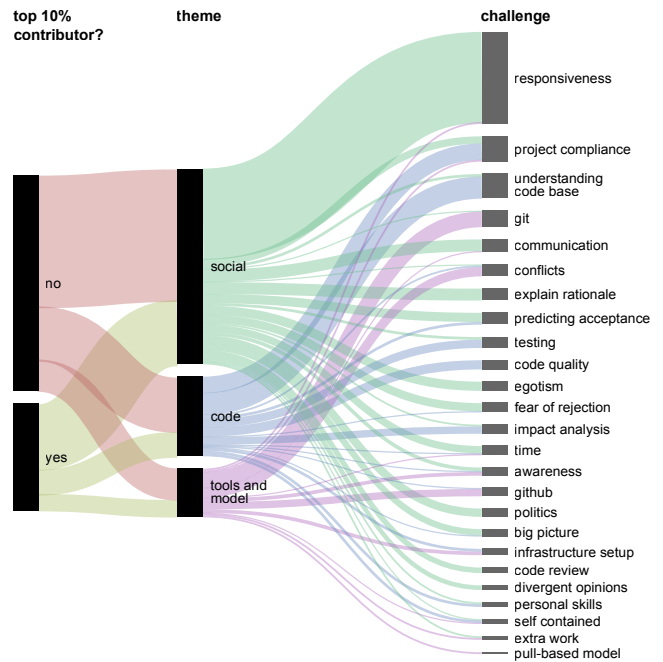 top 10%
contributor?
theme
challenge
no
yes
social
code
tools and
model
responsiveness
project compliance
understanding
code base
git
communication
conflicts
explain rationale
predicting acceptance
testing
code quality
egotism
fear of rejection
impact analysis
time
awareness
github
politics
big picture
infrastructure setup
code review
divergent opinions
personal skills
self contained
extra work
pull-based model